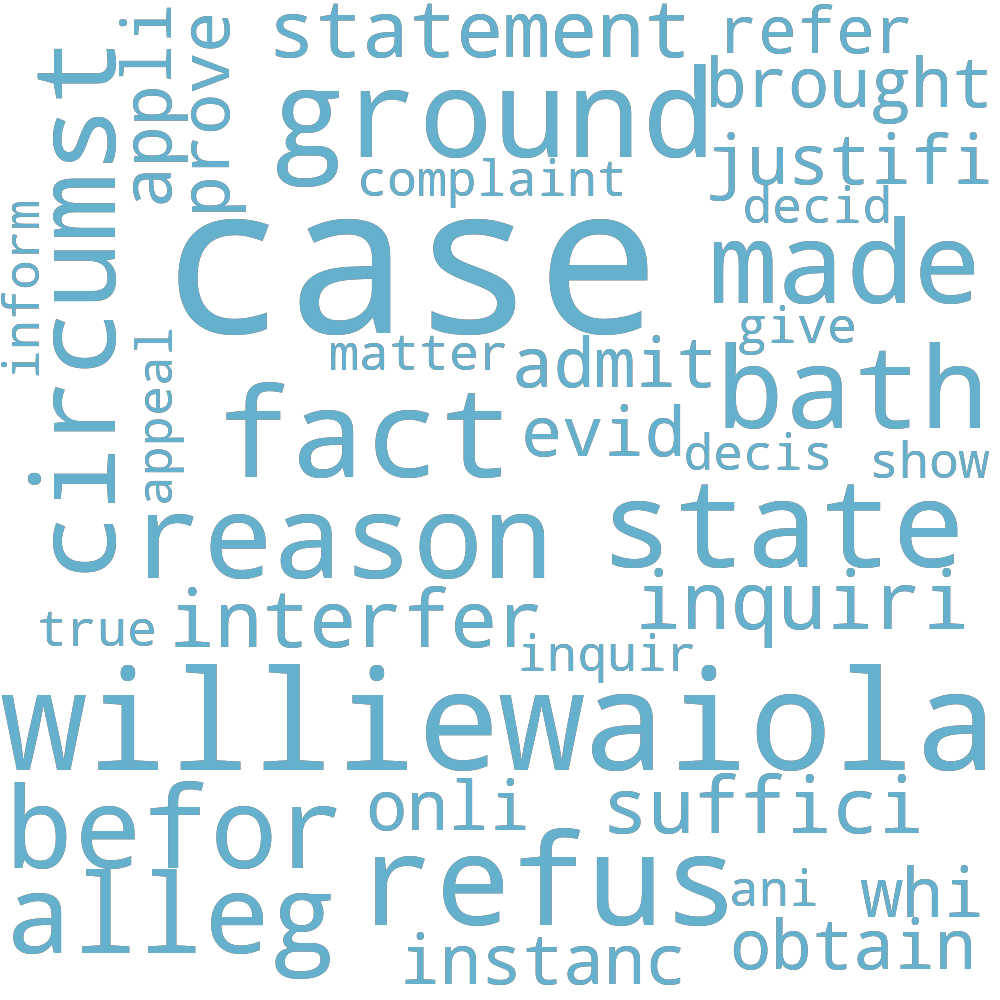 statement
refer
appli
prove
circumst
ground
brought
complaint
justifi
decid
inform
case
made
give
matter
admit
bath
appeal
fact
evid
decis
show
reason
state
true
interfer
inquiri
inquir
williewaiola
befor
onli
suffici
refus
alleg
ani
whi
instanc
obtain